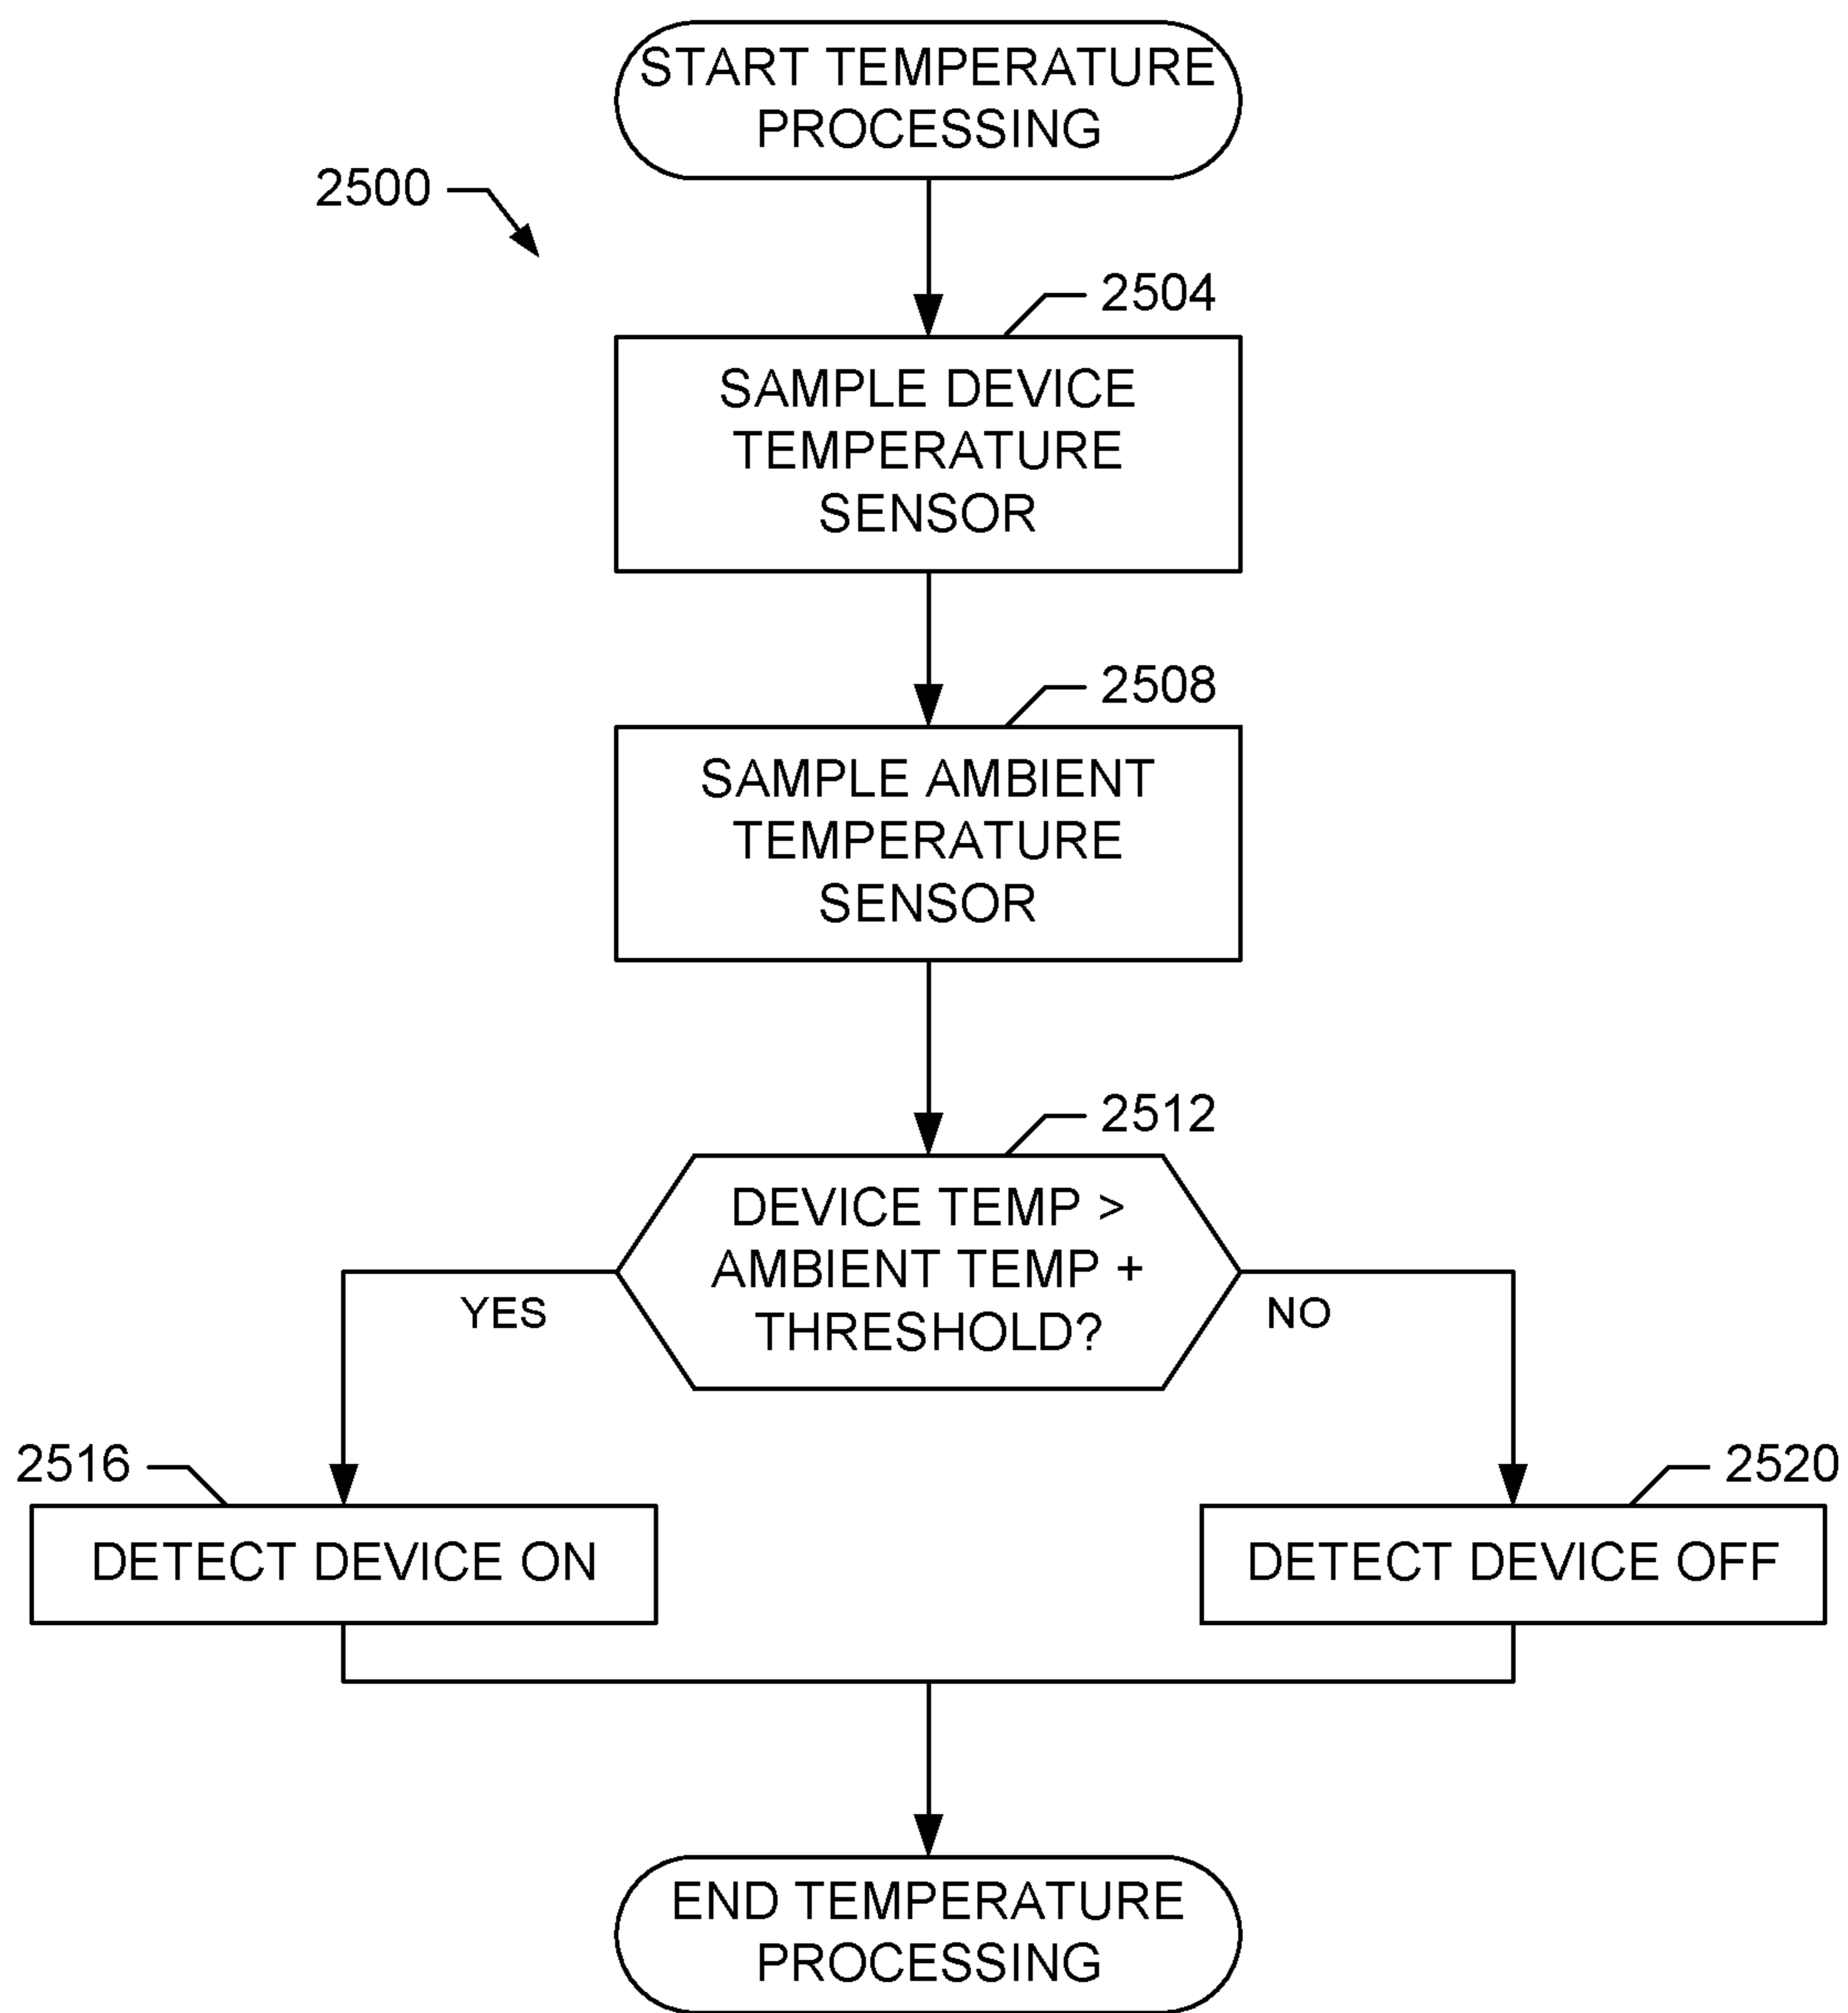 START TEMPERATURE
PROCESSING
2500
2504
SAMPLE DEVICE
TEMPERATURE
SENSOR
2508
SAMPLE AMBIENT
TEMPERATURE
SENSOR
2512
DEVICE TEMP >
AMBIENT TEMP +
THRESHOLD?
YES
NO
2516
DETECT DEVICE ON
2520
DETECT DEVICE OFF
END TEMPERATURE
PROCESSING